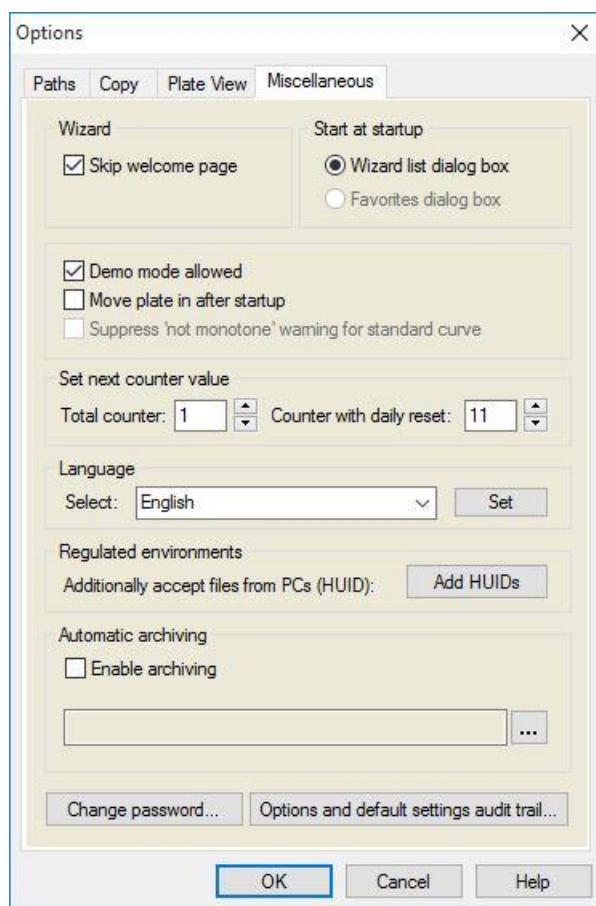 Options
Paths Copy Plate View Miscellaneous
Wizard
Skip welcome page
Start at startup
Wizard list dialog box
Favorites dialog box
Demo mode allowed
Move plate in after startup
Suppress 'not monotone' warning for standard curve
Set next counter value
Total counter: 1 Counter with daily reset: 11
Language
Select: English Set
Regulated environments
Additionally accept files from PCs (HUID): Add HUIDs
Automatic archiving
Enable archiving
...
Change password... Options and default settings audit trail...
OK Cancel Help